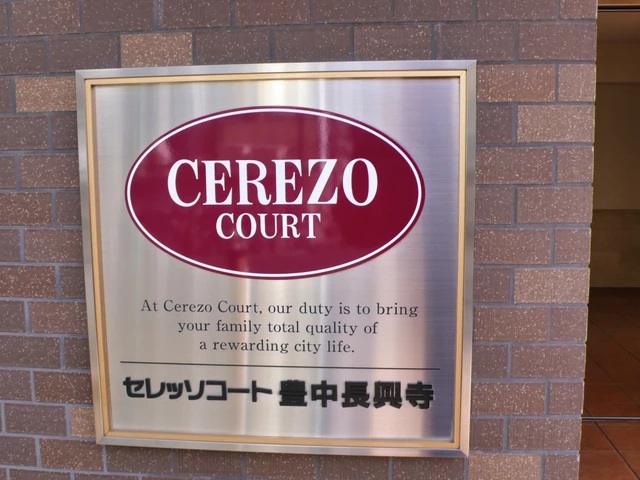 CEREZO
COURT
At Cerezo Court, our duty is to bring
your family total quality of
a rewarding city life.
セレッソコート 豊中長興寺